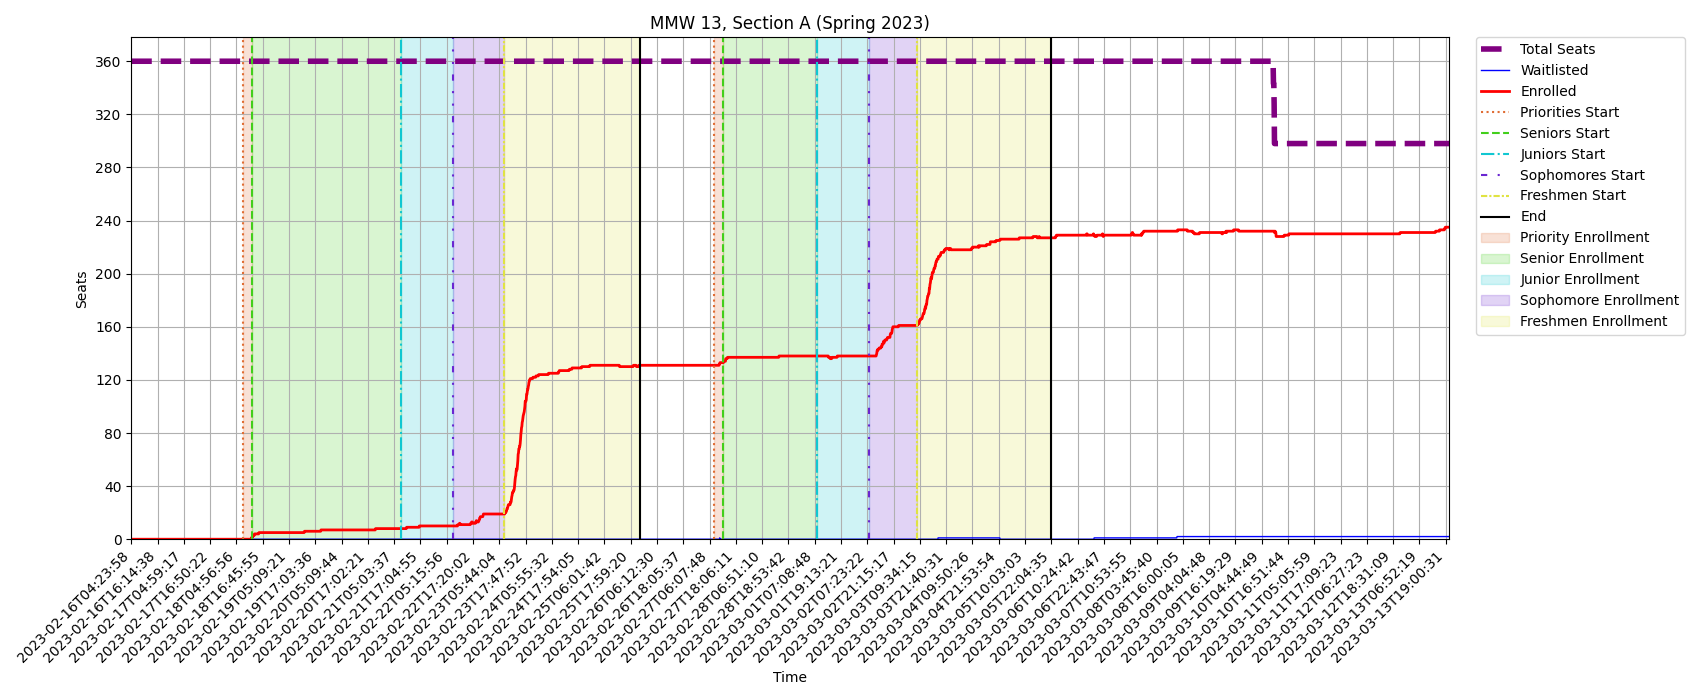 MMW 13, Section A (Spring 2023)
Seats
360
320
280
240
200
160
120
80
40
0
2023-02-16T04:23:58
2023-02-16T16:14:38
2023-02-17T04:59:17
2023-02-17T16:50:22
2023-02-18T04:56:56
2023-02-18T16:45:55
2023-02-19T05:09:21
2023-02-19T17:03:36
2023-02-20T05:09:44
2023-02-20T17:02:21
2023-02-21T05:03:37
2023-02-21T17:04:55
2023-02-22T05:15:56
2023-02-22T17:20:02
2023-02-23T05:44:04
2023-02-23T17:47:52
2023-02-24T05:55:32
2023-02-24T17:54:05
2023-02-25T06:01:42
2023-02-25T17:59:20
2023-02-26T06:12:30
2023-02-26T18:05:37
2023-02-27T06:07:48
2023-02-27T18:06:11
2023-02-28T06:51:10
2023-02-28T18:53:42
2023-03-01T07:08:48
2023-03-01T19:13:21
2023-03-02T07:23:22
2023-03-02T21:15:17
2023-03-03T09:34:15
2023-03-03T21:40:31
2023-03-04T09:50:26
2023-03-04T21:53:54
2023-03-05T10:03:03
2023-03-05T22:04:35
2023-03-06T10:24:42
2023-03-06T22:43:47
2023-03-07T10:53:55
2023-03-08T03:45:40
2023-03-08T16:00:05
2023-03-09T04:04:48
2023-03-09T16:19:29
2023-03-10T04:44:49
2023-03-10T16:51:44
2023-03-11T05:05:59
2023-03-11T17:09:23
2023-03-12T06:27:23
2023-03-12T18:31:09
2023-03-13T06:52:19
2023-03-13T19:00:31
Time
Total Seats
Waitlisted
Enrolled
Priorities Start
Seniors Start
Juniors Start
Sophomores Start
Freshmen Start
End
Priority Enrollment
Senior Enrollment
Junior Enrollment
Sophomore Enrollment
Freshmen Enrollment